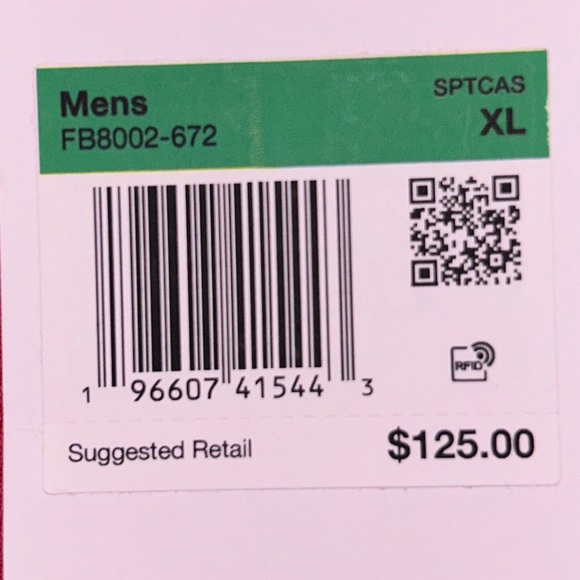 Mens
SPTCAS
FB8002-672
XL
RFID
1 96607 41544 3
Suggested Retail
$125.00